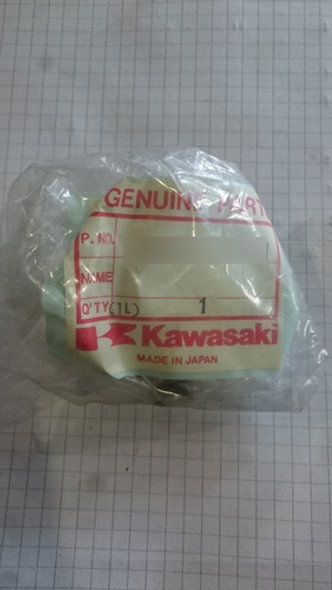 GENUINE PART
P. NO.
NAME
Q'TY(1L) 1
Kawasaki
MADE IN JAPAN